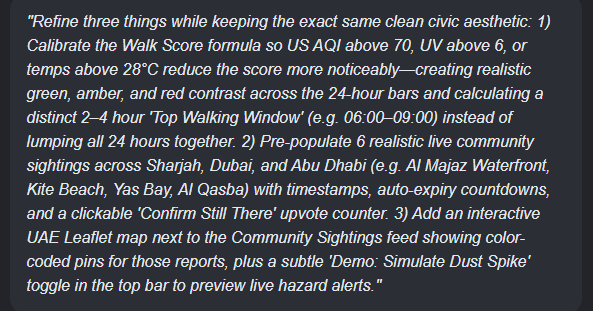 "Refine three things while keeping the exact same clean civic aesthetic: 1)
Calibrate the Walk Score formula so US AQI above 70, UV above 6, or
temps above 28°C reduce the score more noticeably—creating realistic
green, amber, and red contrast across the 24-hour bars and calculating a
distinct 2–4 hour 'Top Walking Window' (e.g. 06:00–09:00) instead of
lumping all 24 hours together. 2) Pre-populate 6 realistic live community
sightings across Sharjah, Dubai, and Abu Dhabi (e.g. Al Majaz Waterfront,
Kite Beach, Yas Bay, Al Qasba) with timestamps, auto-expiry countdowns,
and a clickable 'Confirm Still There' upvote counter. 3) Add an interactive
UAE Leaflet map next to the Community Sightings feed showing color-
coded pins for those reports, plus a subtle 'Demo: Simulate Dust Spike'
toggle in the top bar to preview live hazard alerts."